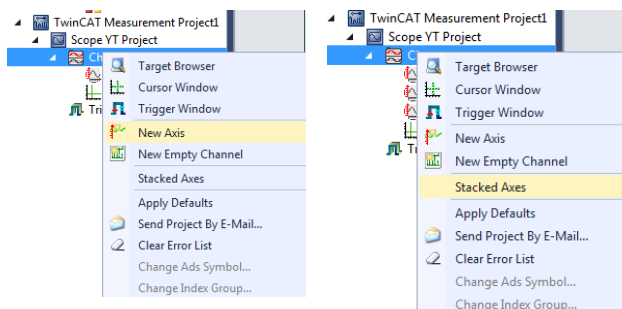 TwinCAT Measurement Project1
Scope YT Project
Ch
Target Browser
Cursor Window
Trigger Window
Tri
New Axis
New Empty Channel
Stacked Axes
Apply Defaults
Send Project By E-Mail...
Clear Error List
Change Ads Symbol...
Change Index Group...
TwinCAT Measurement Project1
Scope YT Project
C
Target Browser
Cursor Window
Trigger Window
New Axis
T
New Empty Channel
Stacked Axes
Apply Defaults
Send Project By E-Mail...
Clear Error List
Change Ads Symbol...
Change Index Group...